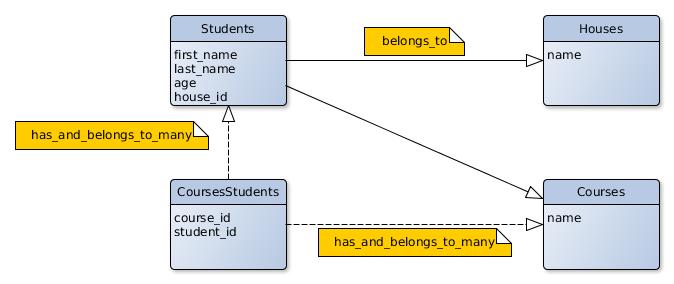 Students
first_name
last_name
age
house_id
belongs_to
Houses
name
has_and_belongs_to_many
CoursesStudents
course_id
student_id
has_and_belongs_to_many
Courses
name